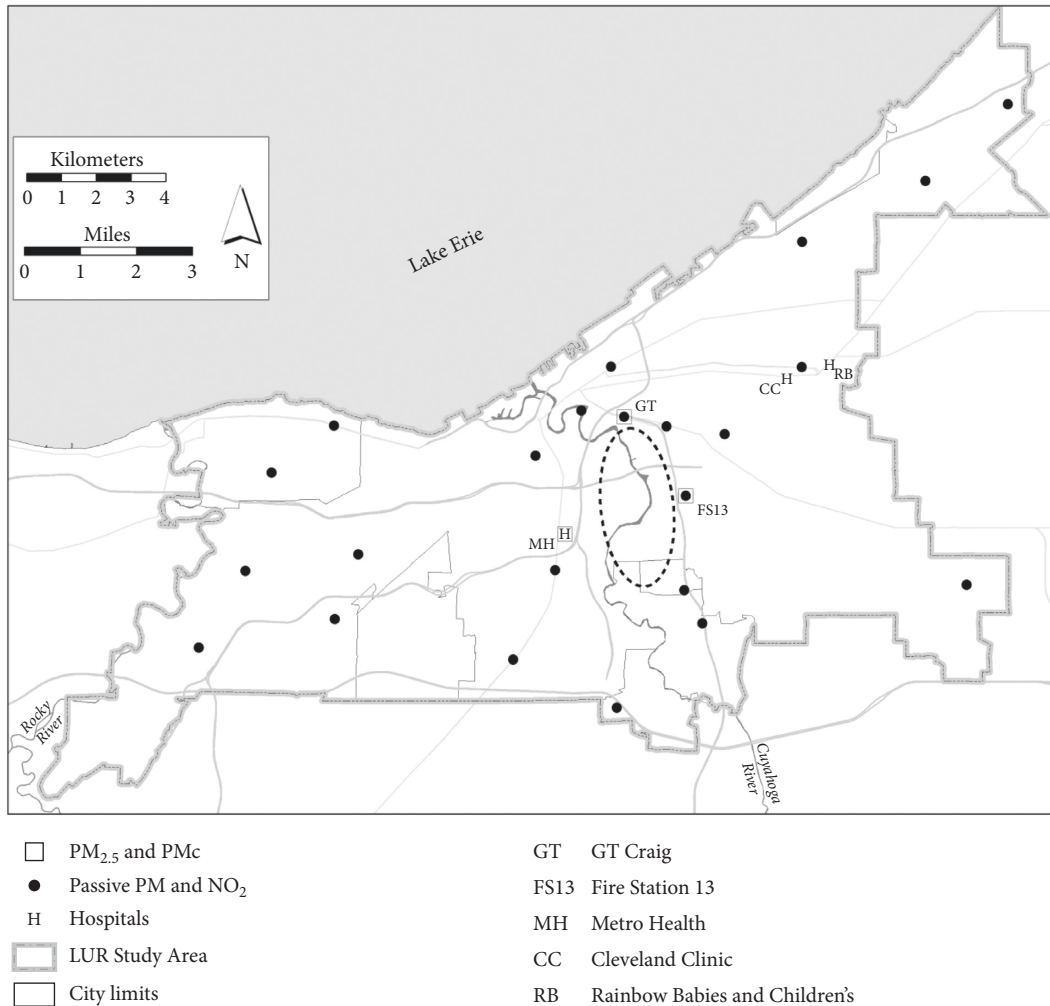 Kilometers
0 1 2 3 4
Miles
0 1 2 3
N
Lake Erie
GT
H
H
CC
RB
FS13
MH
H
Rocky
River
Cuyahoga
River
PM2.5 and PMc
Passive PM and NO2
H Hospitals
LUR Study Area
City limits
GT GT Craig
FS13 Fire Station 13
MH Metro Health
CC Cleveland Clinic
RB Rainbow Babies and Children's